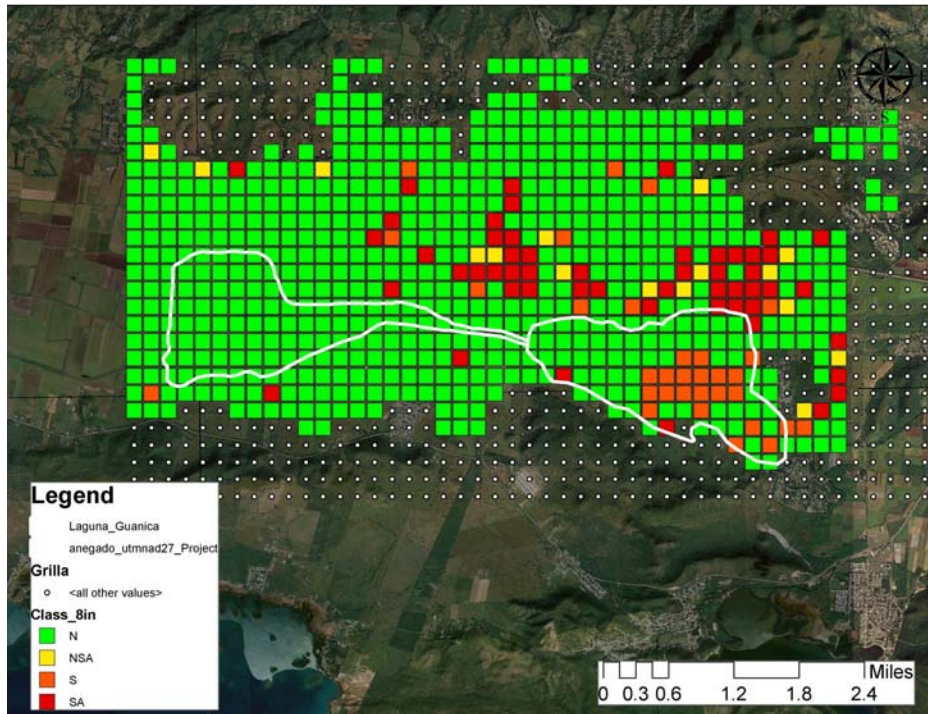 N
W
E
S
Legend
Laguna_Guanica
anegado_utmnad27_Project
Grilla
<all other values>
Class_8in
N
NSA
S
SA
Miles
0 0.3 0.6 1.2 1.8 2.4